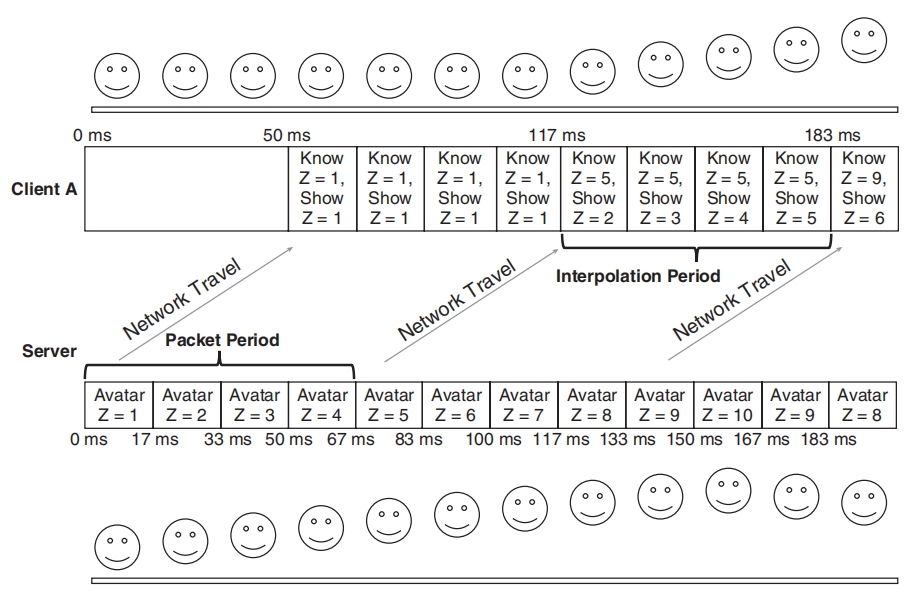 0 ms 50 ms 117 ms 183 ms
Client A
Know Know Know Know Know Know Know Know Know
Z = 1, Z = 1, Z = 1, Z = 1, Z = 5, Z = 5, Z = 5, Z = 5, Z = 9,
Show Show Show Show Show Show Show Show Show
Z = 1 Z = 1 Z = 1 Z = 1 Z = 2 Z = 3 Z = 4 Z = 5 Z = 6
Interpolation Period
Network Travel
Network Travel
Network Travel
Packet Period
Server
Avatar Avatar Avatar Avatar Avatar Avatar Avatar Avatar Avatar Avatar Avatar Avatar
Z = 1 Z = 2 Z = 3 Z = 4 Z = 5 Z = 6 Z = 7 Z = 8 Z = 9 Z = 10 Z = 9 Z = 8
0 ms 17 ms 33 ms 50 ms 67 ms 83 ms 100 ms 117 ms 133 ms 150 ms 167 ms 183 ms